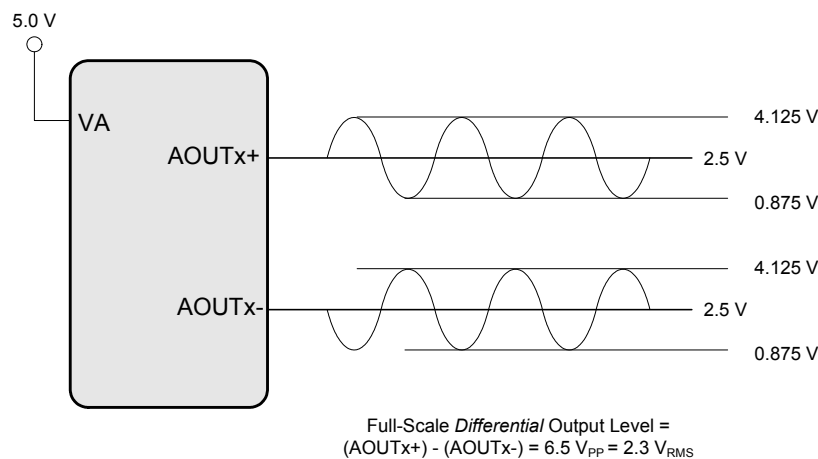 5.0 V
VA
AOUTx+
4.125 V
2.5 V
0.875 V
AOUTx-
4.125 V
2.5 V
0.875 V
Full-Scale Differential Output Level =
(AOUTx+) - (AOUTx-) = 6.5 VPP = 2.3 VRMS